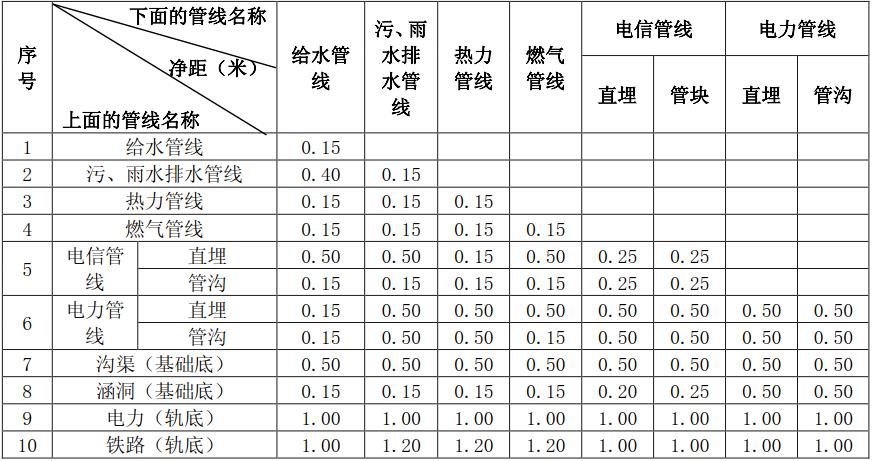 序号 下面的管线名称 净距（米） 上面的管线名称 给水管线 污、雨水排水管线 热力管线 燃气管线 电信管线 电力管线
直埋 管块 直埋 管沟
1 给水管线 0.15
2 污、雨水排水管线 0.40 0.15
3 热力管线 0.15 0.15 0.15
4 燃气管线 0.15 0.15 0.15 0.15
5 电信管线 直埋 0.50 0.50 0.15 0.50 0.25 0.25
管沟 0.15 0.15 0.15 0.15 0.25 0.25
6 电力管线 直埋 0.15 0.50 0.50 0.50 0.50 0.50 0.50 0.50
管沟 0.15 0.50 0.50 0.15 0.50 0.50 0.50 0.50
7 沟渠（基础底） 0.50 0.50 0.50 0.50 0.50 0.50 0.50 0.50
8 涵洞（基础底） 0.15 0.15 0.15 0.15 0.20 0.25 0.50 0.50
9 电力（轨底） 1.00 1.00 1.00 1.00 1.00 1.00 1.00 1.00
10 铁路（轨底） 1.00 1.20 1.20 1.20 1.00 1.00 1.00 1.00